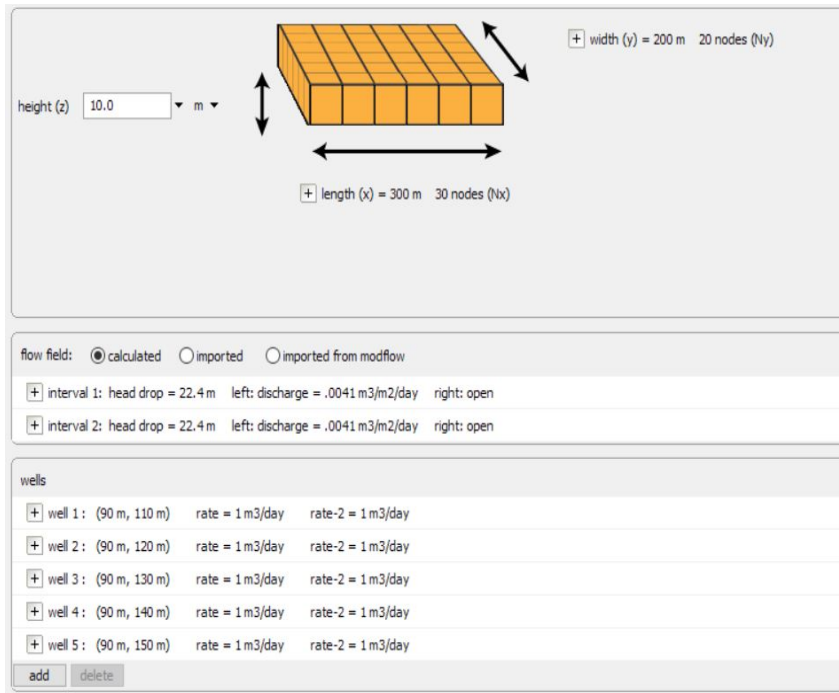 width (y) = 200 m 20 nodes (Ny)
height (z) 10.0 m
length (x) = 300 m 30 nodes (Nx)
flow field: calculated imported imported from modflow
interval 1: head drop = 22.4 m left: discharge = .0041 m3/m2/day right: open
interval 2: head drop = 22.4 m left: discharge = .0041 m3/m2/day right: open
wells
well 1 : (90 m, 110 m) rate = 1 m3/day rate-2 = 1 m3/day
well 2 : (90 m, 120 m) rate = 1 m3/day rate-2 = 1 m3/day
well 3 : (90 m, 130 m) rate = 1 m3/day rate-2 = 1 m3/day
well 4 : (90 m, 140 m) rate = 1 m3/day rate-2 = 1 m3/day
well 5 : (90 m, 150 m) rate = 1 m3/day rate-2 = 1 m3/day
add delete